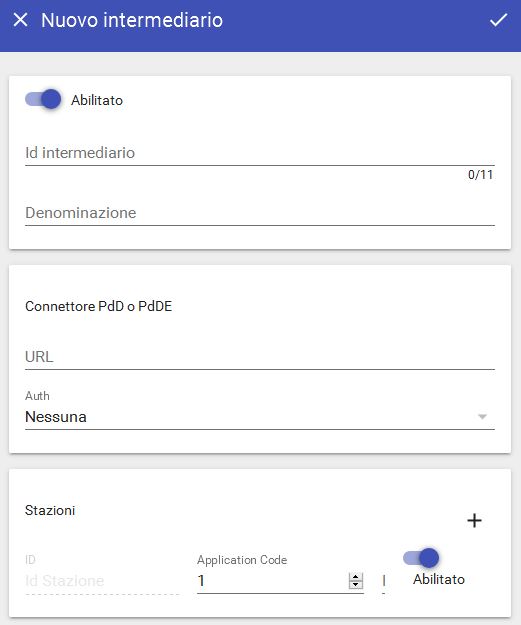 Nuovo intermediario
Abilitato
Id intermediario
0/11
Denominazione
Connettore PdD o PdDE
URL
Auth
Nessuna
Stazioni
ID
Id Stazione
Application Code
1
Abilitato